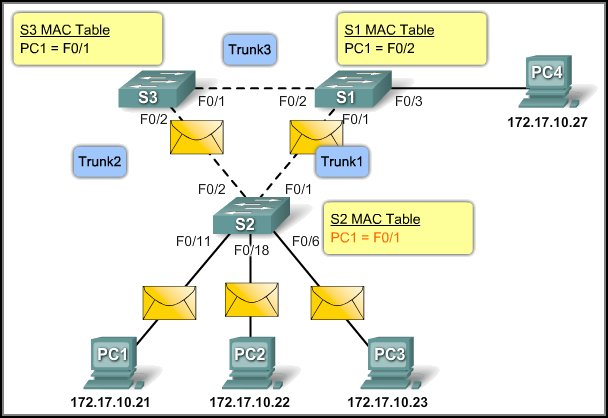 S3 MAC Table
PC1 = F0/1
Trunk3
S1 MAC Table
PC1 = F0/2
S3
F0/1
F0/2
S1
F0/3
PC4
F0/2
F0/1
172.17.10.27
Trunk2
Trunk1
F0/2
F0/1
S2
S2 MAC Table
PC1 = F0/1
F0/11
F0/18
F0/6
PC1
PC2
PC3
172.17.10.21
172.17.10.22
172.17.10.23